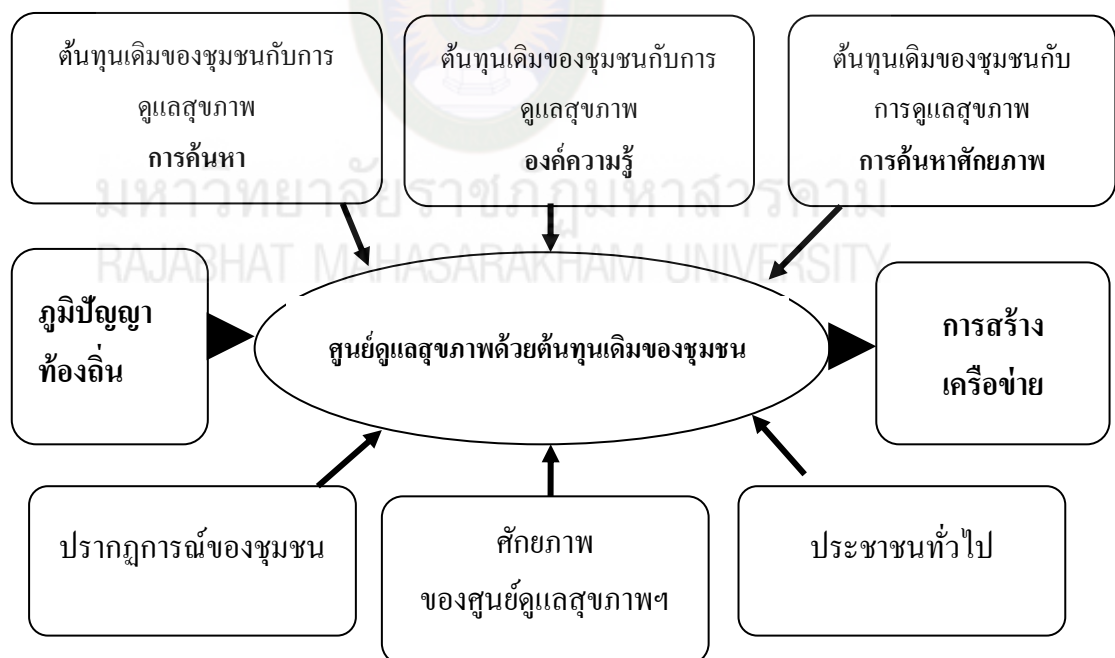 ต้นทุนเดิมของชุมชนกับการ
ดูแลสุขภาพ
การค้นหา
ต้นทุนเดิมของชุมชนกับการ
ดูแลสุขภาพ
องค์ความรู้
ต้นทุนเดิมของชุมชนกับ
การดูแลสุขภาพ
การค้นหาศักยภาพ
มหาวิทยาลัยราชภัฏมหาสารคาม
RAJABHAT MAHASARAKHAM UNIVERSITY
ภูมิปัญญา
ท้องถิ่น
ศูนย์ดูแลสุขภาพด้วยต้นทุนเดิมของชุมชน
การสร้าง
เครือข่าย
ปรากฏการณ์ของชุมชน
ศักยภาพ
ของศูนย์ดูแลสุขภาพฯ
ประชาชนทั่วไป